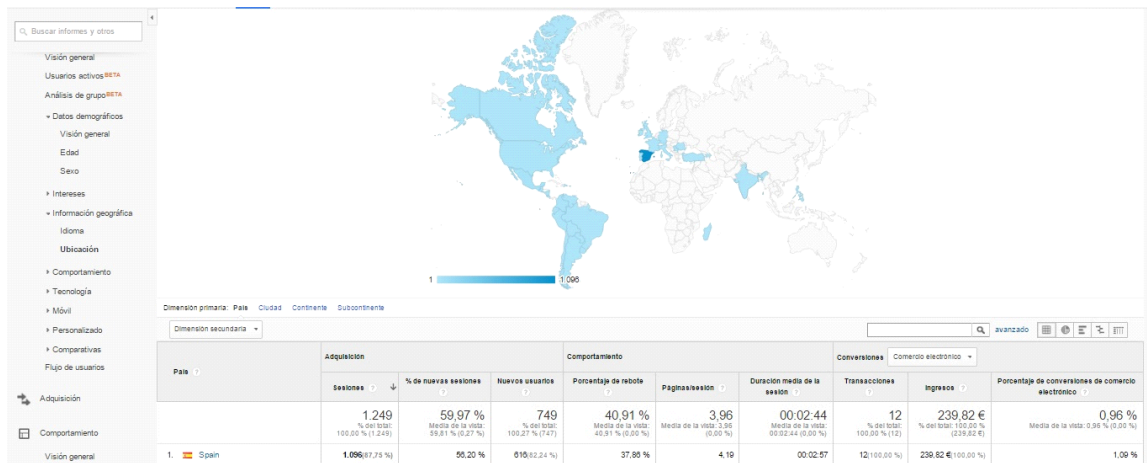 Buscar informes y otros
Visión general
Usuarios activos BETA
Análisis de grupo BETA
Datos demográficos
Visión general
Edad
Sexo
Intereses
Información geográfica
Idioma
Ubicación
Comportamiento
Tecnología
Móvil
Personalizado
Comparativas
Flujo de usuarios
Adquisición
Comportamiento
Visión general
1 1.096
Dimensión primaria: País Ciudad Continente Subcontinente
Dimensión secundaria avanzado
País ? Adquisición Comportamiento Conversiones Comercio electrónico
Sesiones ? % de nuevas sesiones ? Nuevos usuarios ? Porcentaje de rebote ? Páginas/sesión ? Duración media de la sesión ? Transacciones ? Ingresos ? Porcentaje de conversiones de comercio electrónico ?
1.249 59,97 % 749 40,91 % 3,96 00:02:44 12 239,82 € 0,96 %
% del total: 100,00 % (1.249) Media de la vista: 59,81 % (0,27 %) % del total: 100,27 % (747) Media de la vista: 40,91 % (0,00 %) Media de la vista: 3,96 (0,00 %) Media de la vista: 00:02:44 (0,00 %) % del total: 100,00 % (12) % del total: 100,00 % (239,82 €) Media de la vista: 0,96 % (0,00 %)
1. Spain 1.096(87,75 %) 56,20 % 616(82,24 %) 37,86 % 4,19 00:02:57 12(100,00 %) 239,82 €(100,00 %) 1,09 %